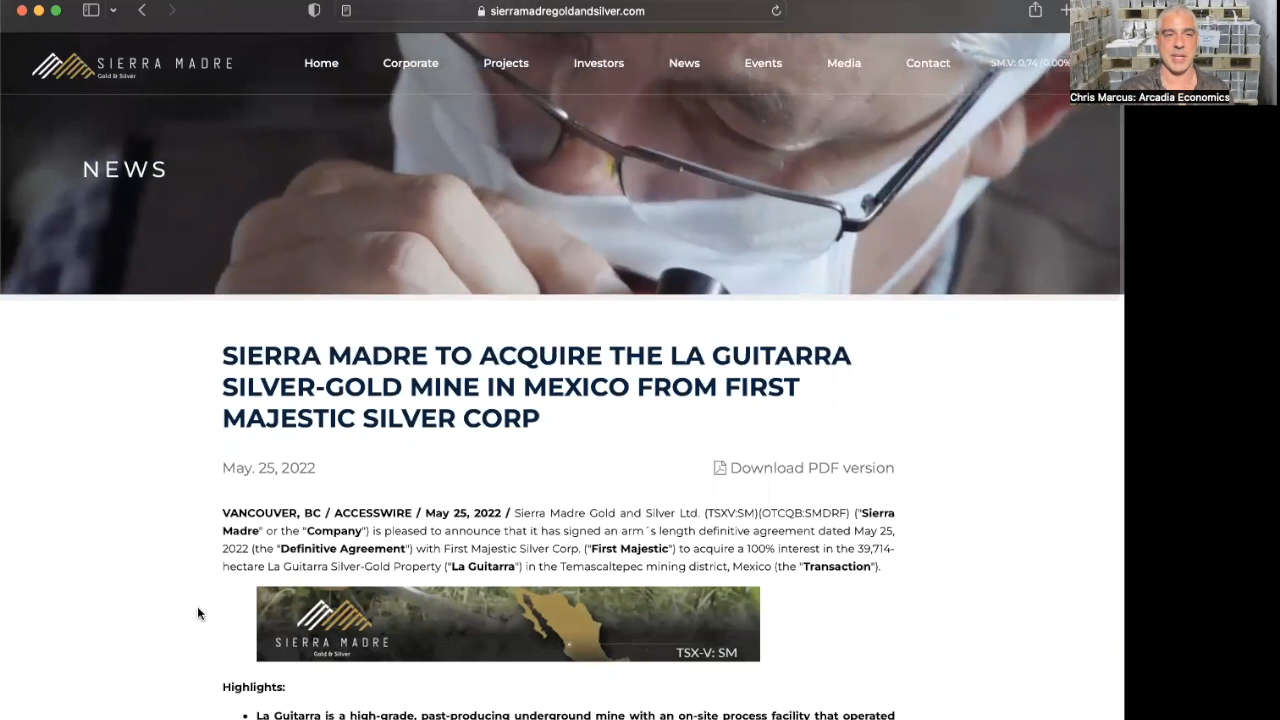 sierramadregoldandsilver.com
SIERRA MADRE
Gold & Silver
Home Corporate Projects Investors News Events Media Contact SM.V: 0.74 (0.00%
Chris Marcus: Arcadia Economics
NEWS
SIERRA MADRE TO ACQUIRE THE LA GUITARRA
SILVER-GOLD MINE IN MEXICO FROM FIRST
MAJESTIC SILVER CORP
May. 25, 2022 Download PDF version
VANCOUVER, BC / ACCESSWIRE / May 25, 2022 / Sierra Madre Gold and Silver Ltd. (TSXV:SM)(OTCQB:SMDRF) ("Sierra
Madre" or the "Company") is pleased to announce that it has signed an arm´s length definitive agreement dated May 25,
2022 (the "Definitive Agreement") with First Majestic Silver Corp. ("First Majestic") to acquire a 100% interest in the 39,714-
hectare La Guitarra Silver-Gold Property ("La Guitarra") in the Temascaltepec mining district, Mexico (the "Transaction").
SIERRA MADRE
Gold & Silver
TSX-V: SM
Highlights:
• La Guitarra is a high-grade, past-producing underground mine with an on-site process facility that operated